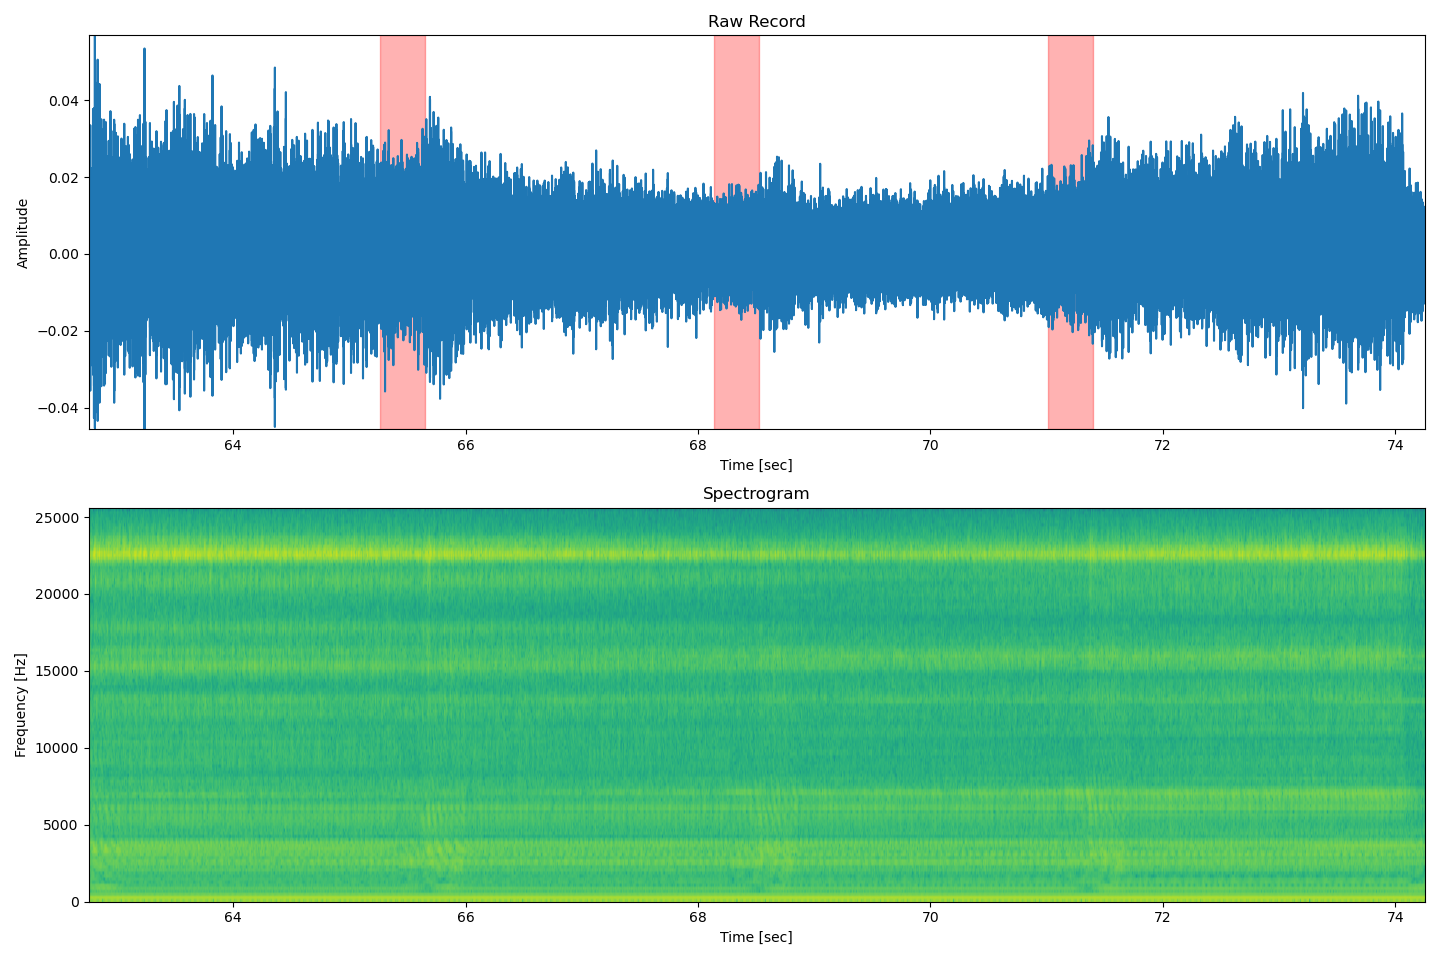 Raw Record
0.04
0.02
0.00
−0.02
−0.04
Amplitude
64 66 68 70 72 74
Time [sec]
Spectrogram
25000
20000
15000
10000
5000
0
Frequency [Hz]
64 66 68 70 72 74
Time [sec]